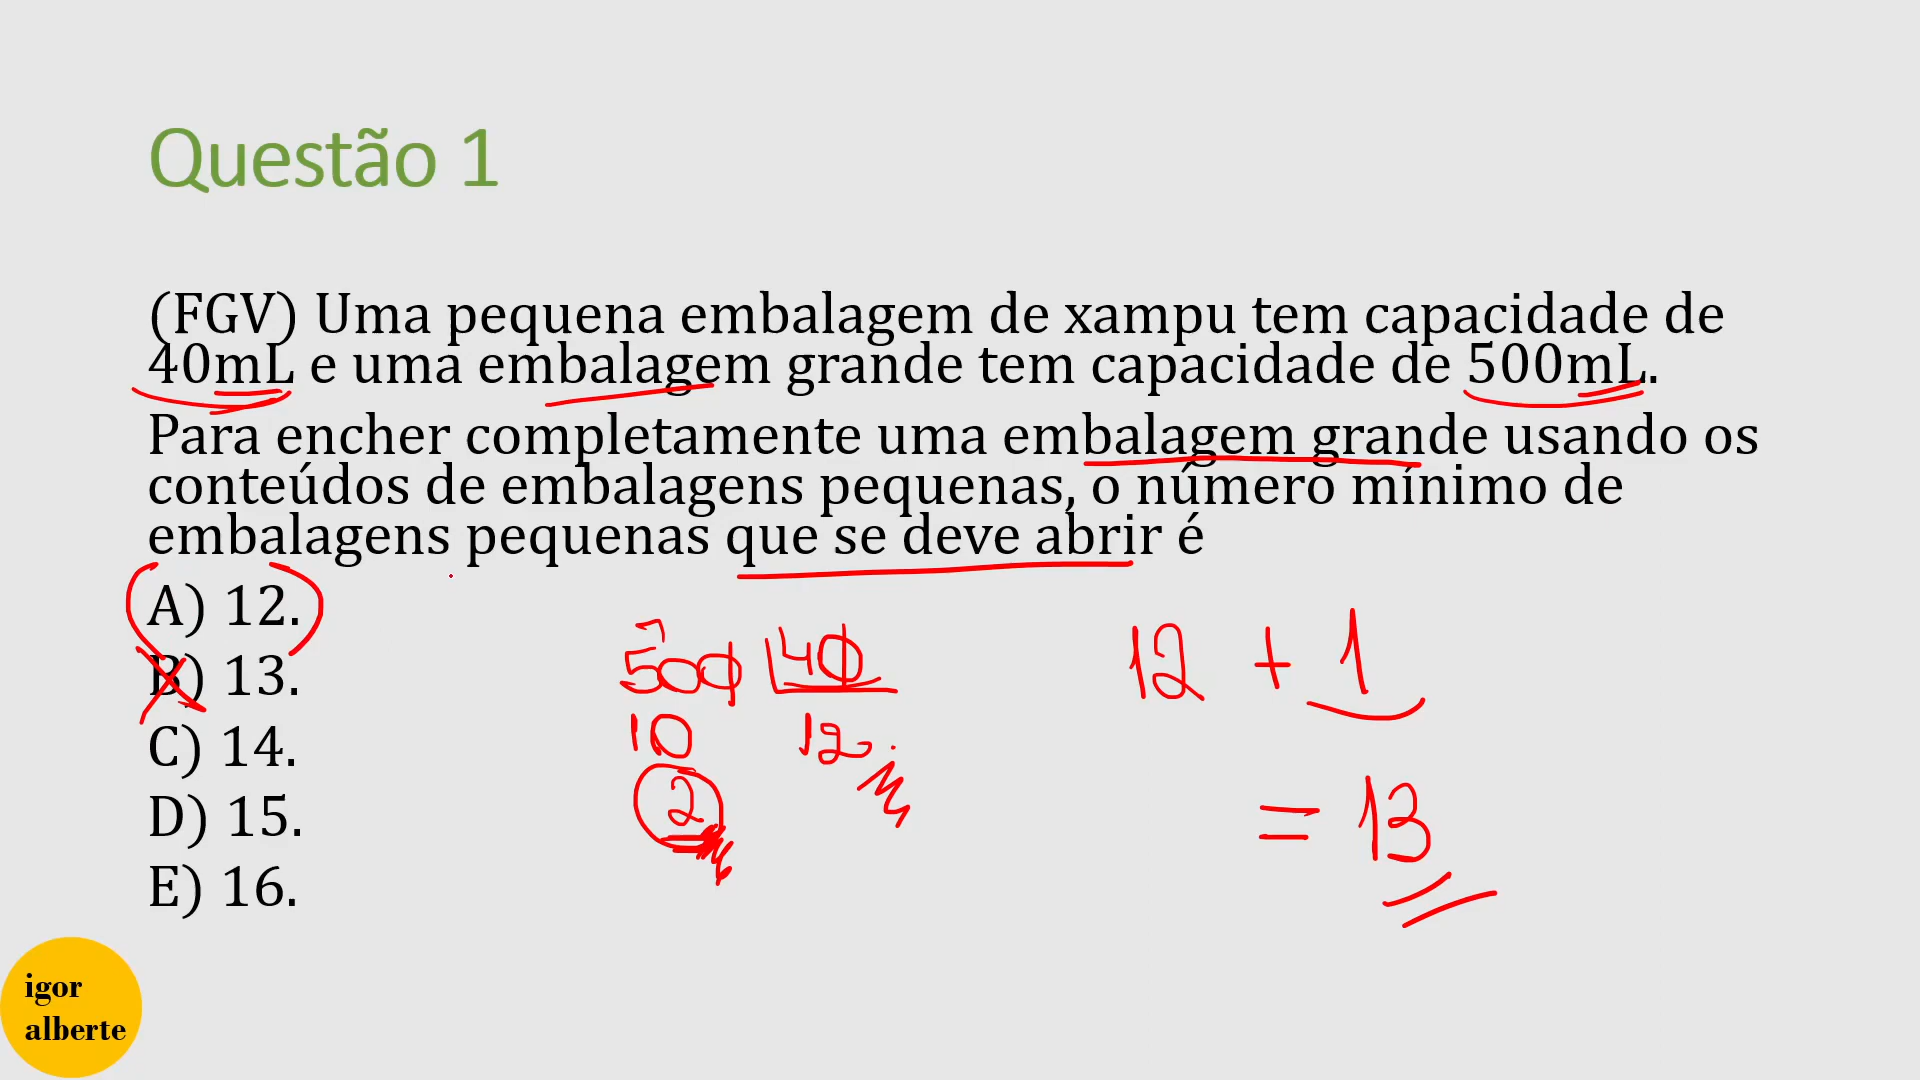 Questão 1
(FGV) Uma pequena embalagem de xampu tem capacidade de
40mL e uma embalagem grande tem capacidade de 500mL.
Para encher completamente uma embalagem grande usando os
conteúdos de embalagens pequenas, o número mínimo de
embalagens pequenas que se deve abrir é
A) 12.
B) 13.
C) 14.
D) 15.
E) 16.
500 40
10 12
2
12 + 1
= 13
igor
alberte